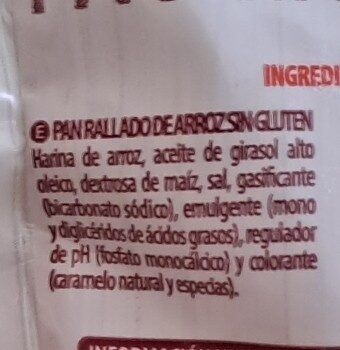 INGREDI
E PAN RALLADO DE ARROZ SIN GLUTEN
Harina de arroz, aceite de girasol alto
oleico, dextrosa de maíz, sal, gasificante
(bicarbonato sódico), emulgente (mono
y diglicéridos de ácidos grasos), regulador
de pH (fosfato monocálcico) y colorante
(caramelo natural y especias).